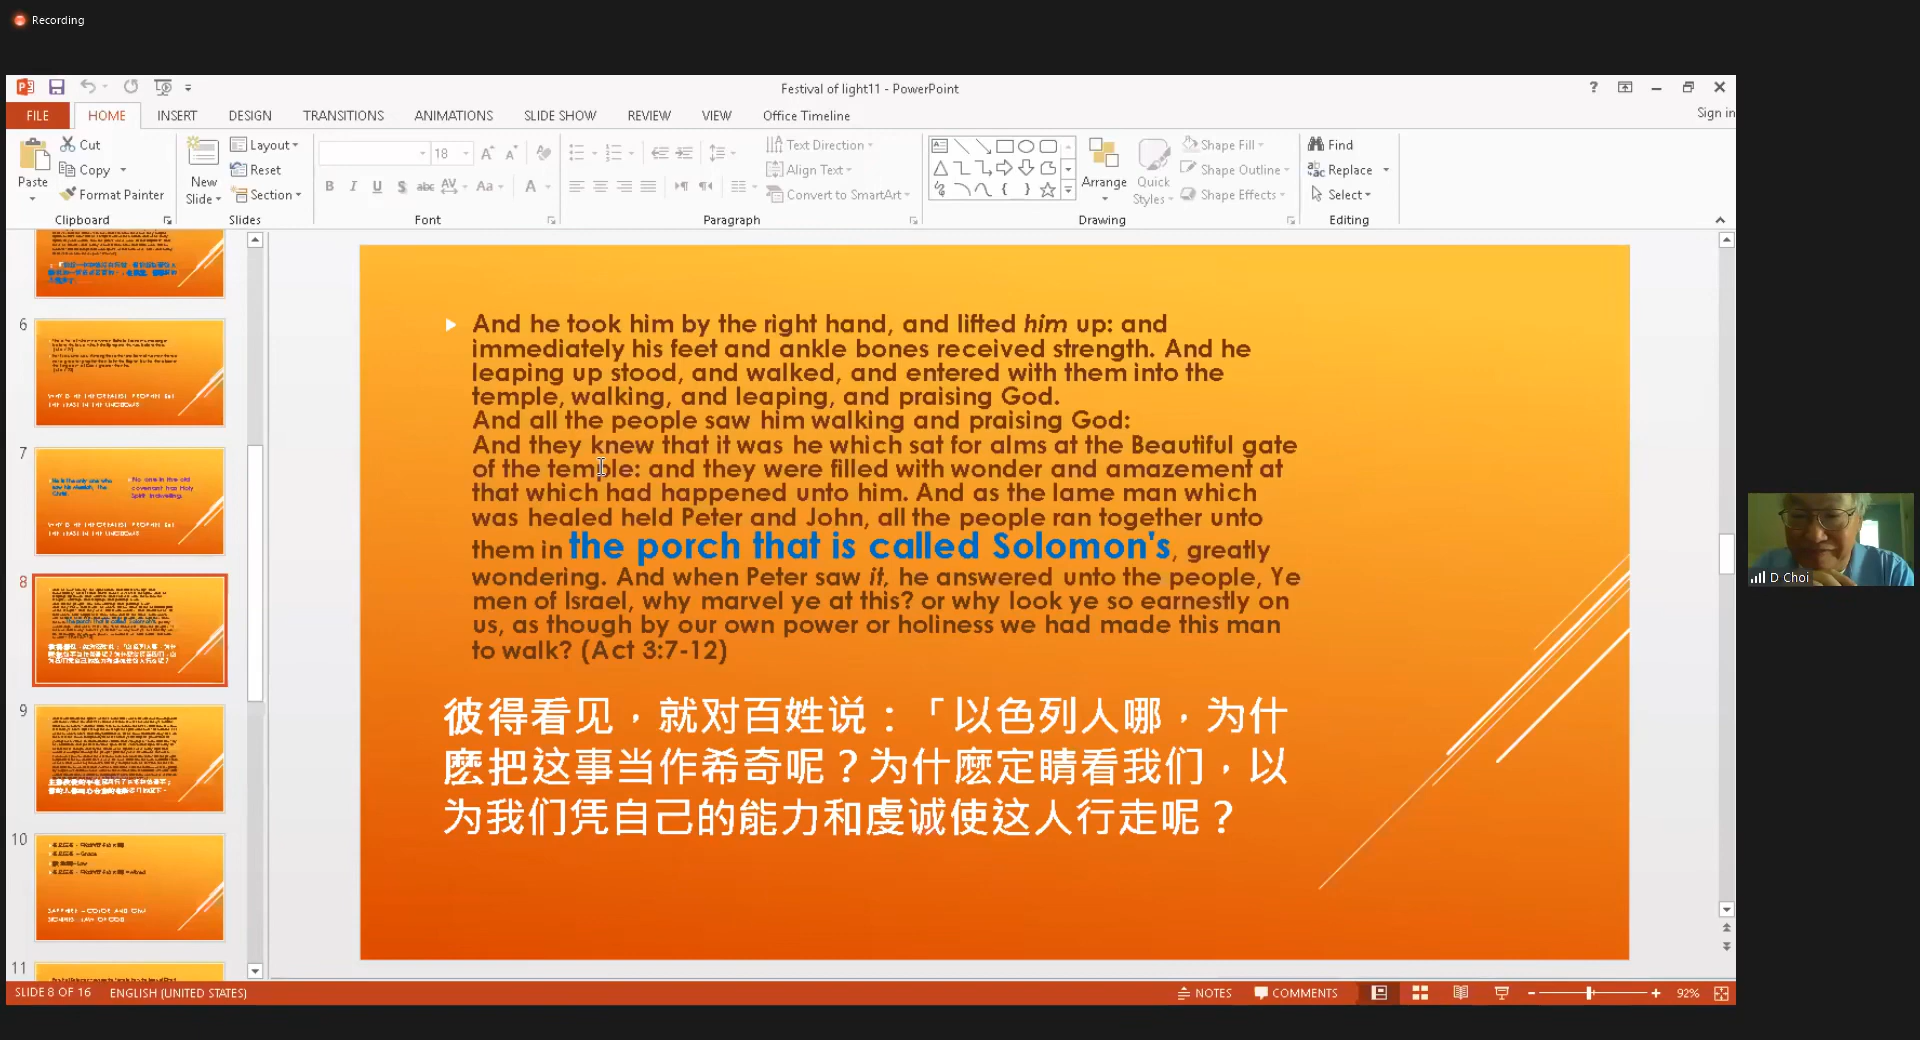 Recording
Festival of light11 - PowerPoint
FILE
HOME
INSERT
DESIGN
TRANSITIONS
ANIMATIONS
SLIDE SHOW
REVIEW
VIEW
Office Timeline
Sign in
Paste
Cut
Copy
Format Painter
Clipboard
New
Slide
Layout
Reset
Section
Slides
18
Font
Text Direction
Align Text
Convert to SmartArt
Paragraph
Arrange
Quick
Styles
Shape Fill
Shape Outline
Shape Effects
Drawing
Find
Replace
Select
Editing
6
7
8
9
10
11
And he took him by the right hand, and lifted him up: and
immediately his feet and ankle bones received strength. And he
leaping up stood, and walked, and entered with them into the
temple, walking, and leaping, and praising God.
And all the people saw him walking and praising God:
And they knew that it was he which sat for alms at the Beautiful gate
of the temple: and they were filled with wonder and amazement at
that which had happened unto him. And as the lame man which
was healed held Peter and John, all the people ran together unto
them in the porch that is called Solomon's, greatly
wondering. And when Peter saw it, he answered unto the people, Ye
men of Israel, why marvel ye at this? or why look ye so earnestly on
us, as though by our own power or holiness we had made this man
to walk? (Act 3:7-12)
彼得看见，就对百姓说：「以色列人哪，为什
麽把这事当作希奇呢？为什麽定睛看我们，以
为我们凭自己的能力和虔诚使这人行走呢？
D Choi
SLIDE 8 OF 16
ENGLISH (UNITED STATES)
NOTES
COMMENTS
92%